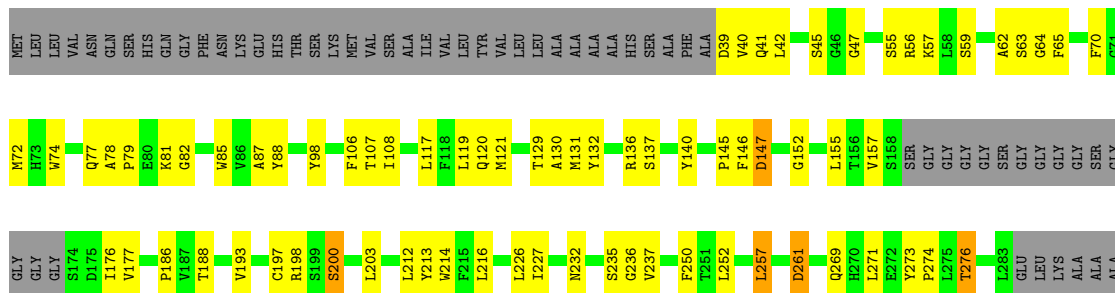 MET LEU LEU VAL ASN GLN SER HIS GLN GLY PHE ASN LYS GLU HIS THR SER LYS MET VAL SER ALA ILE VAL LEU TYR VAL LEU LEU ALA ALA ALA ALA HIS SER ALA PHE ALA D39 V40 Q41 L42 S45 G46 G47 S55 R56 K57 L58 S59 A62 S63 G64 F65 F70 C71
M72 H73 W74 Q77 A78 P79 E80 K81 G82 W85 V86 A87 Y88 Y98 F106 T107 I108 L117 F118 L119 Q120 M121 T129 A130 M131 Y132 R136 S137 Y140 P145 F146 D147 G152 L155 T156 V157 S158 SER GLY GLY GLY GLY SER GLY GLY GLY GLY SER GLY
GLY GLY GLY S174 D175 I176 V177 P186 V187 T188 V193 C197 R198 S199 S200 L203 L212 Y213 W214 F215 L216 L226 I227 N232 S235 G236 V237 F250 T251 L252 L257 D261 Q269 H270 L271 E272 Y273 P274 L275 T276 L283 GLU LEU LYS ALA ALA ALA